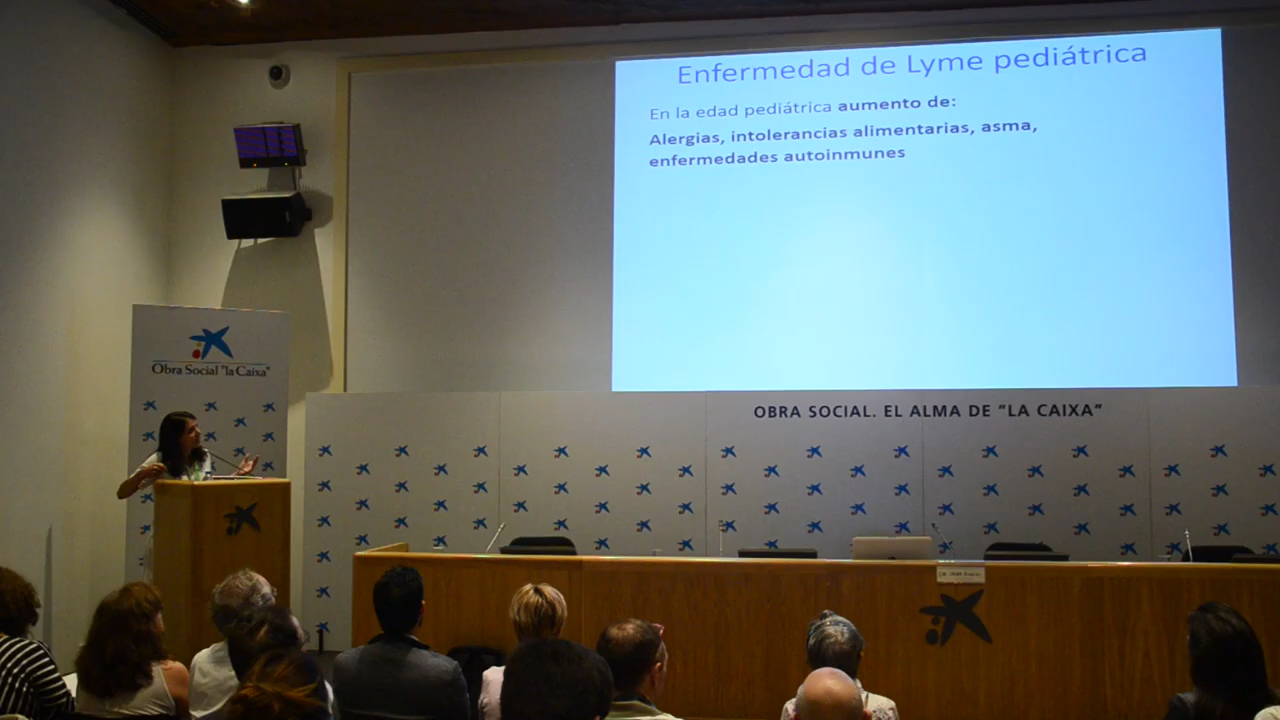 Enfermedad de Lyme pediátrica
En la edad pediátrica aumento de:
Alergias, intolerancias alimentarias, asma,
enfermedades autoinmunes
Obra Social "la Caixa"
OBRA SOCIAL. EL ALMA DE "LA CAIXA"